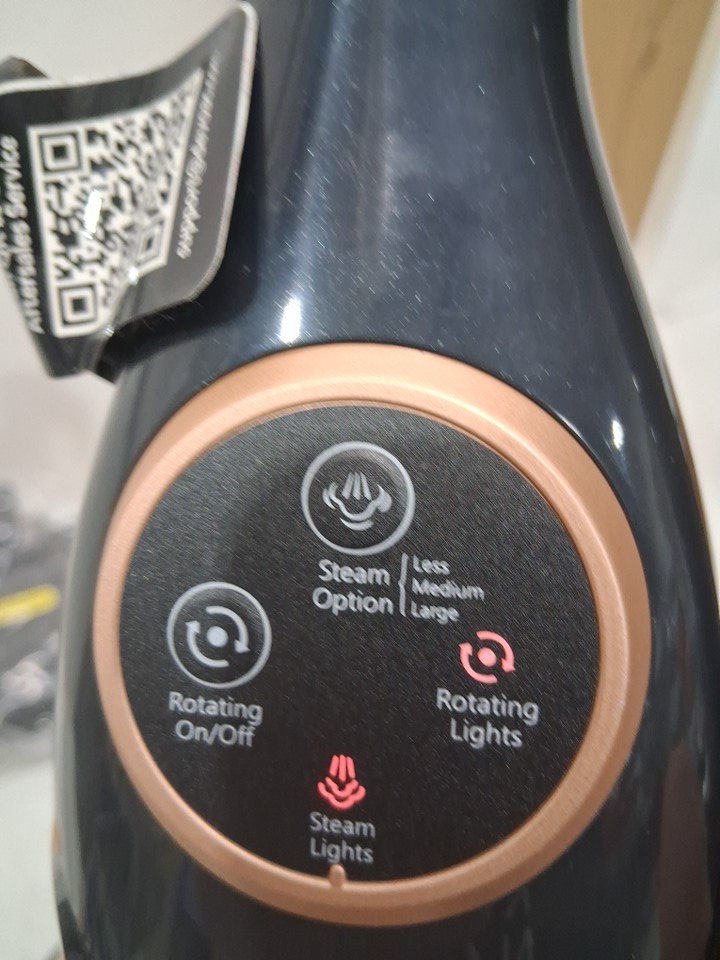 Aftersales Service
Steam
Option
Less
Medium
Large
Rotating
On/Off
Rotating
Lights
Steam
Lights